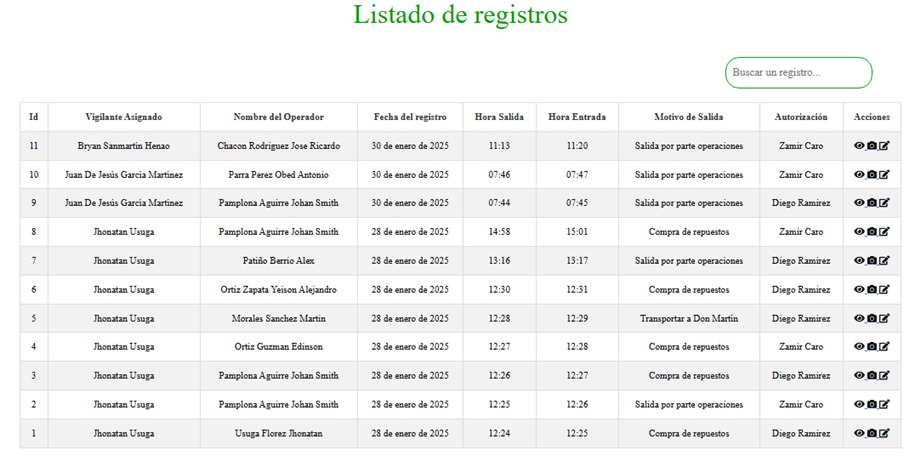 Listado de registros
Buscar un registro...
Id Vigilante Asignado Nombre del Operador Fecha del registro Hora Salida Hora Entrada Motivo de Salida Autorización Acciones
11 Bryan Sanmartin Henao Chacon Rodriguez Jose Ricardo 30 de enero de 2025 11:13 11:20 Salida por parte operaciones Zamir Caro
10 Juan De Jesús Garcia Martinez Parra Perez Obed Antonio 30 de enero de 2025 07:46 07:47 Salida por parte operaciones Zamir Caro
9 Juan De Jesús Garcia Martinez Pamplona Aguirre Johan Smith 30 de enero de 2025 07:44 07:45 Salida por parte operaciones Diego Ramirez
8 Jhonatan Usuga Pamplona Aguirre Johan Smith 28 de enero de 2025 14:58 15:01 Compra de repuestos Zamir Caro
7 Jhonatan Usuga Patiño Berrio Alex 28 de enero de 2025 13:16 13:17 Salida por parte operaciones Diego Ramirez
6 Jhonatan Usuga Ortiz Zapata Yeison Alejandro 28 de enero de 2025 12:30 12:31 Compra de repuestos Diego Ramirez
5 Jhonatan Usuga Morales Sanchez Martin 28 de enero de 2025 12:28 12:29 Transportar a Don Martin Diego Ramirez
4 Jhonatan Usuga Ortiz Guzman Edinson 28 de enero de 2025 12:27 12:28 Compra de repuestos Zamir Caro
3 Jhonatan Usuga Pamplona Aguirre Johan Smith 28 de enero de 2025 12:26 12:27 Compra de repuestos Diego Ramirez
2 Jhonatan Usuga Pamplona Aguirre Johan Smith 28 de enero de 2025 12:25 12:26 Salida por parte operaciones Zamir Caro
1 Jhonatan Usuga Usuga Florez Jhonatan 28 de enero de 2025 12:24 12:25 Compra de repuestos Diego Ramirez